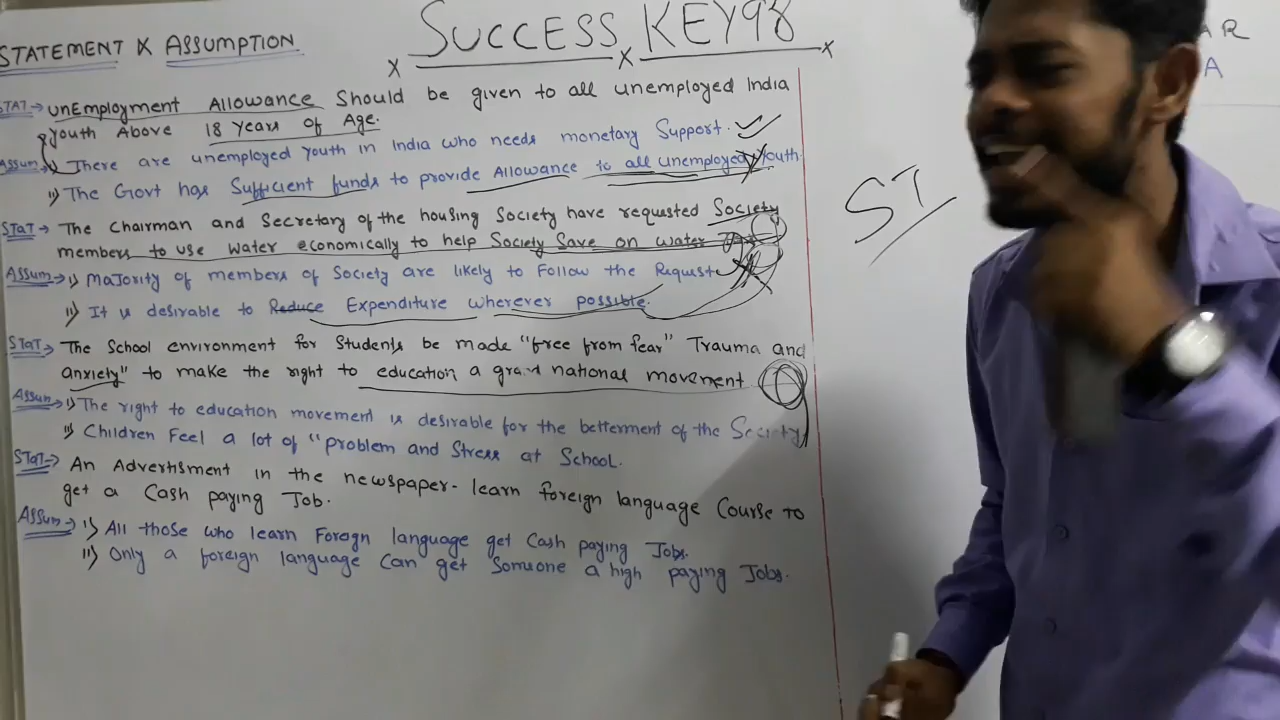 SUCCESS KEY98
STATEMENT X ASSUMPTION
STAT→ UnEmployment Allowance Should be given to all unemployed India
Youth Above 18 Years of Age.
Assum→ i) There are unemployed Youth in India who needs monetary Support.
ii) The Govt has Sufficient funds to provide Allowance to all unemployed Youth.
STaT→ The Chairman and Secretary of the housing Society have requested Society
members to use water economically to help Society Save on water
Assum→ i) Majority of members of Society are likely to Follow the Request
ii) It is desirable to Reduce Expenditure wherever possible.
STaT→ The School environment for Students be made "free from fear" Trauma and
anxiety" to make the right to education a national movement
Assum→ i) The right to education movement is desirable for the betterment of the Society
ii) Children Feel a lot of "problem and Stress at School.
STaT→ An Advertisment in the newspaper- learn foreign language Course to
get a Cash paying Job.
Assum→ i) All those who learn Foregn language get Cash paying Jobs.
ii) Only a foreign language Can get Somuone a high paying Jobs.
ST
AR
A